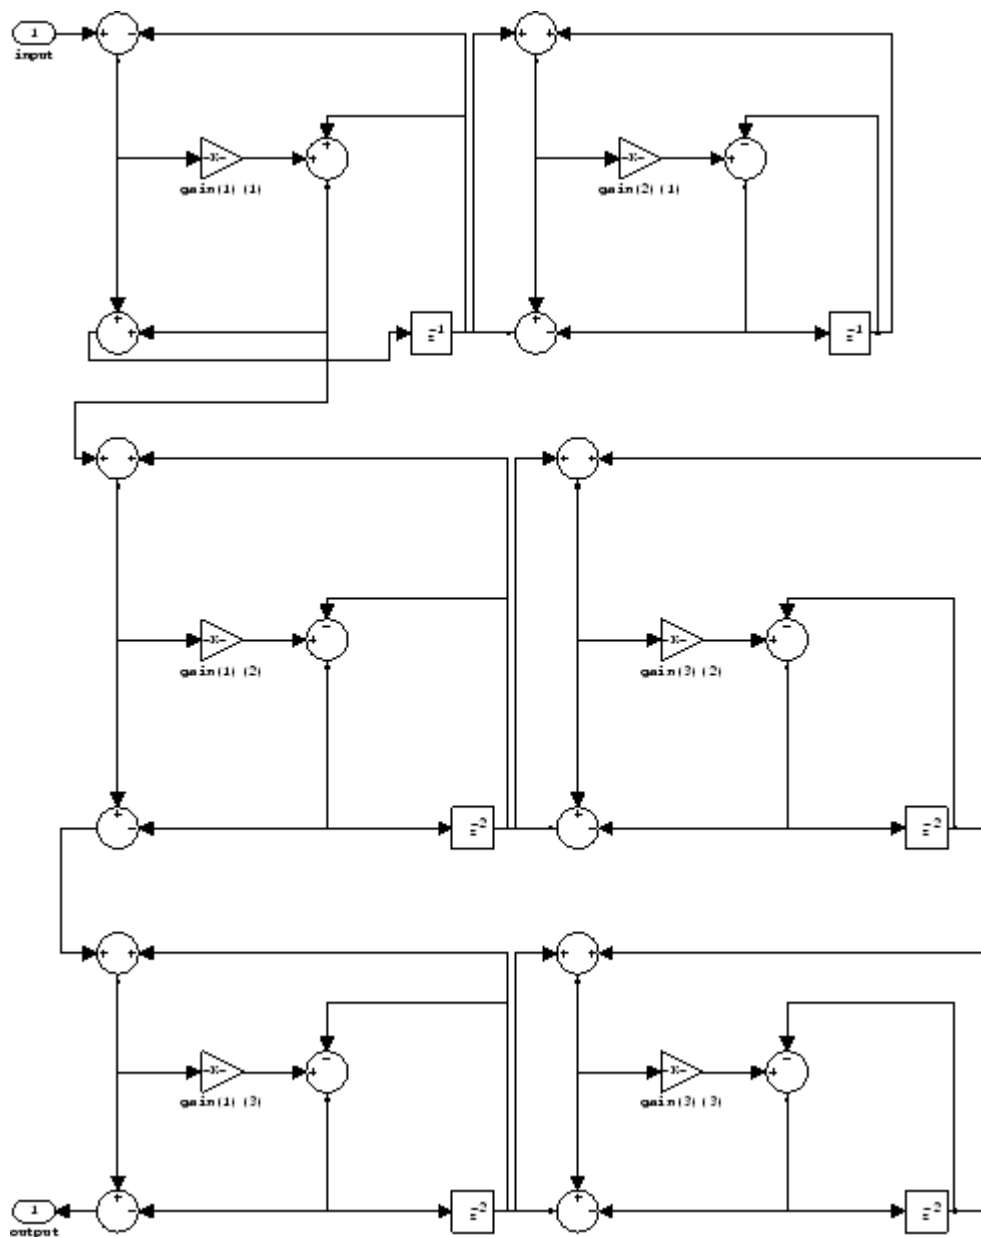 1
input
-K-
gain(1) (1)
-K-
gain(2) (1)
z-1
z-1
-K-
gain(1) (2)
-K-
gain(3) (2)
z-2
z-2
-K-
gain(1) (3)
-K-
gain(3) (3)
1
output
z-2
z-2